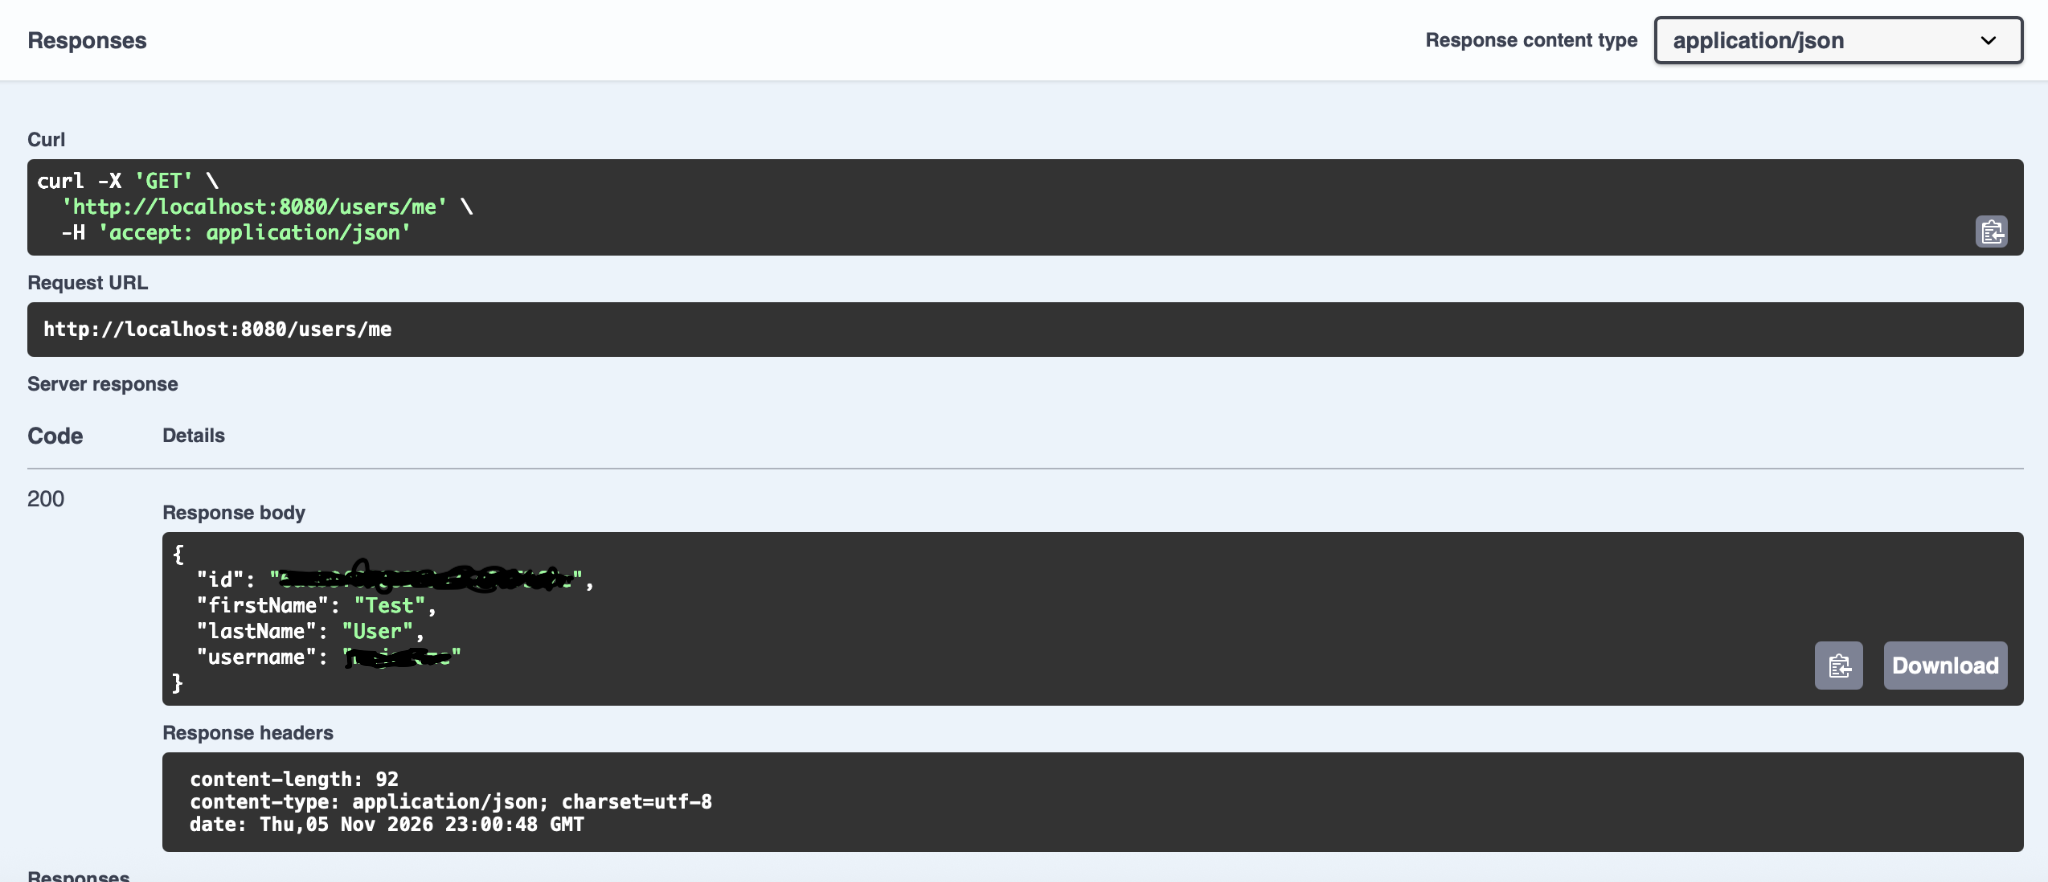 Responses
Response content type
application/json
Curl
curl -X 'GET' \
'http://localhost:8080/users/me' \
-H 'accept: application/json'
Request URL
http://localhost:8080/users/me
Server response
Code
Details
200
Response body
{
"id": "",
"firstName": "Test",
"lastName": "User",
"username": ""
}
Download
Response headers
content-length: 92
content-type: application/json; charset=utf-8
date: Thu,05 Nov 2026 23:00:48 GMT
Responses